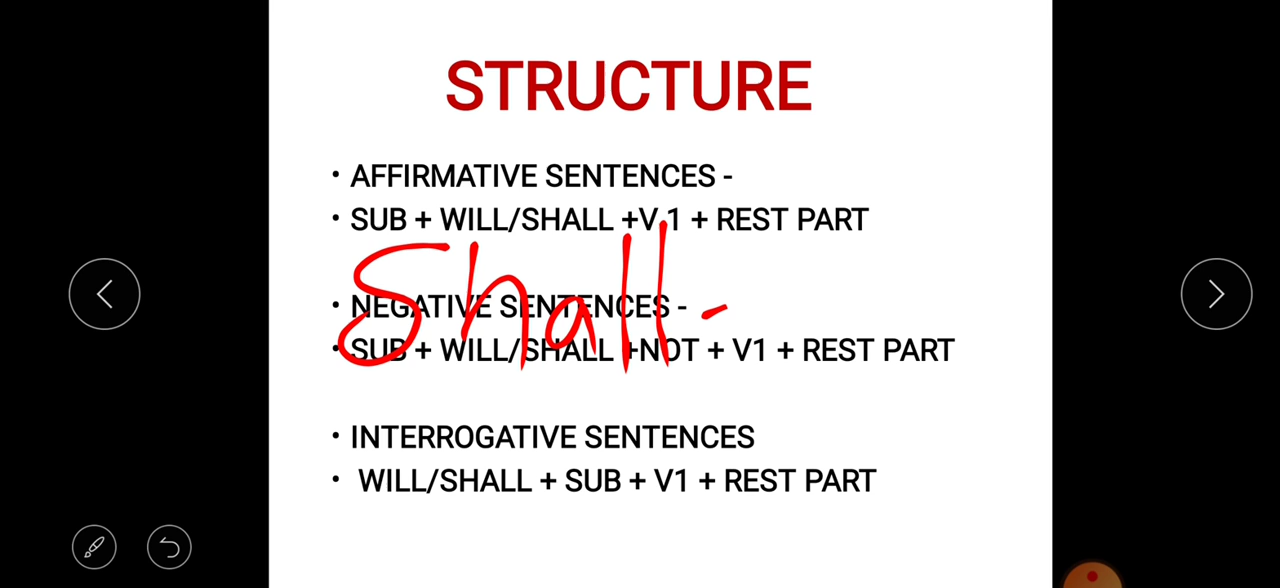 STRUCTURE
• AFFIRMATIVE SENTENCES -
• SUB + WILL/SHALL +V 1 + REST PART
Shall -
• NEGATIVE SENTENCES -
• SUB + WILL/SHALL +NOT + V1 + REST PART
• INTERROGATIVE SENTENCES
• WILL/SHALL + SUB + V1 + REST PART